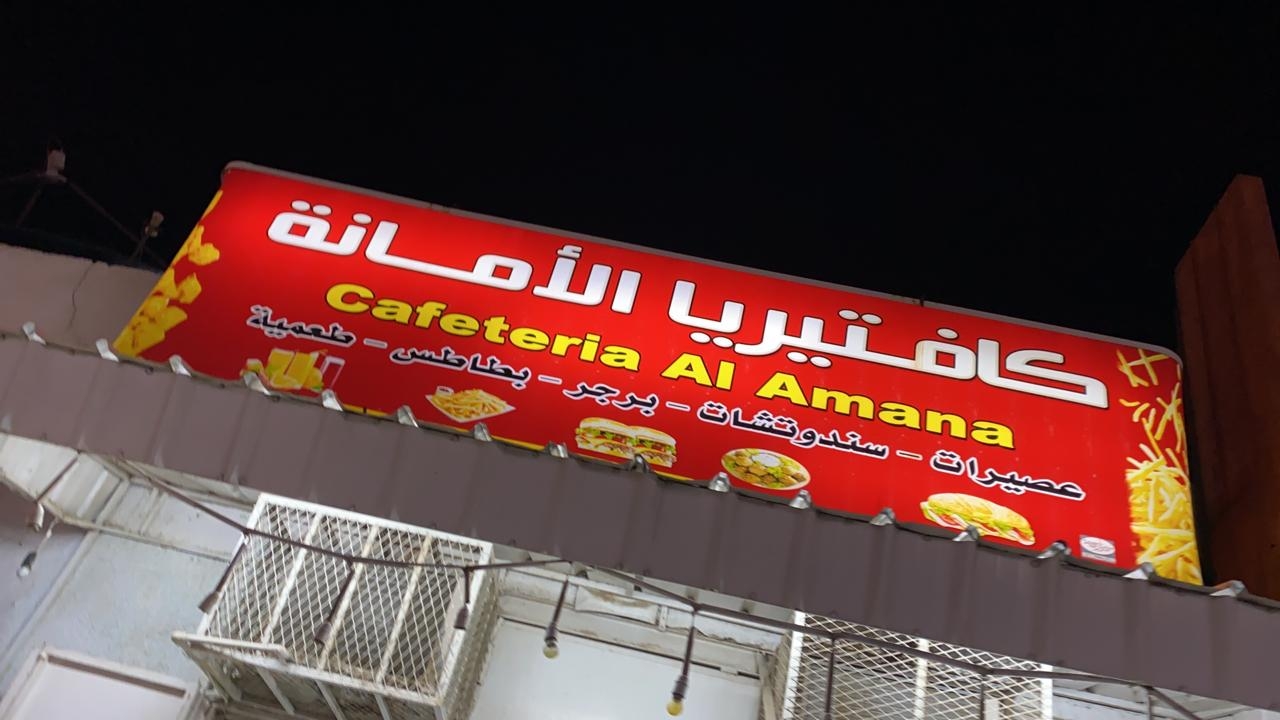 كافتيريا الأمانة
Cafeteria Al Amana
عصيرات - سندوتشات - برجر - بطاطس - طعمية